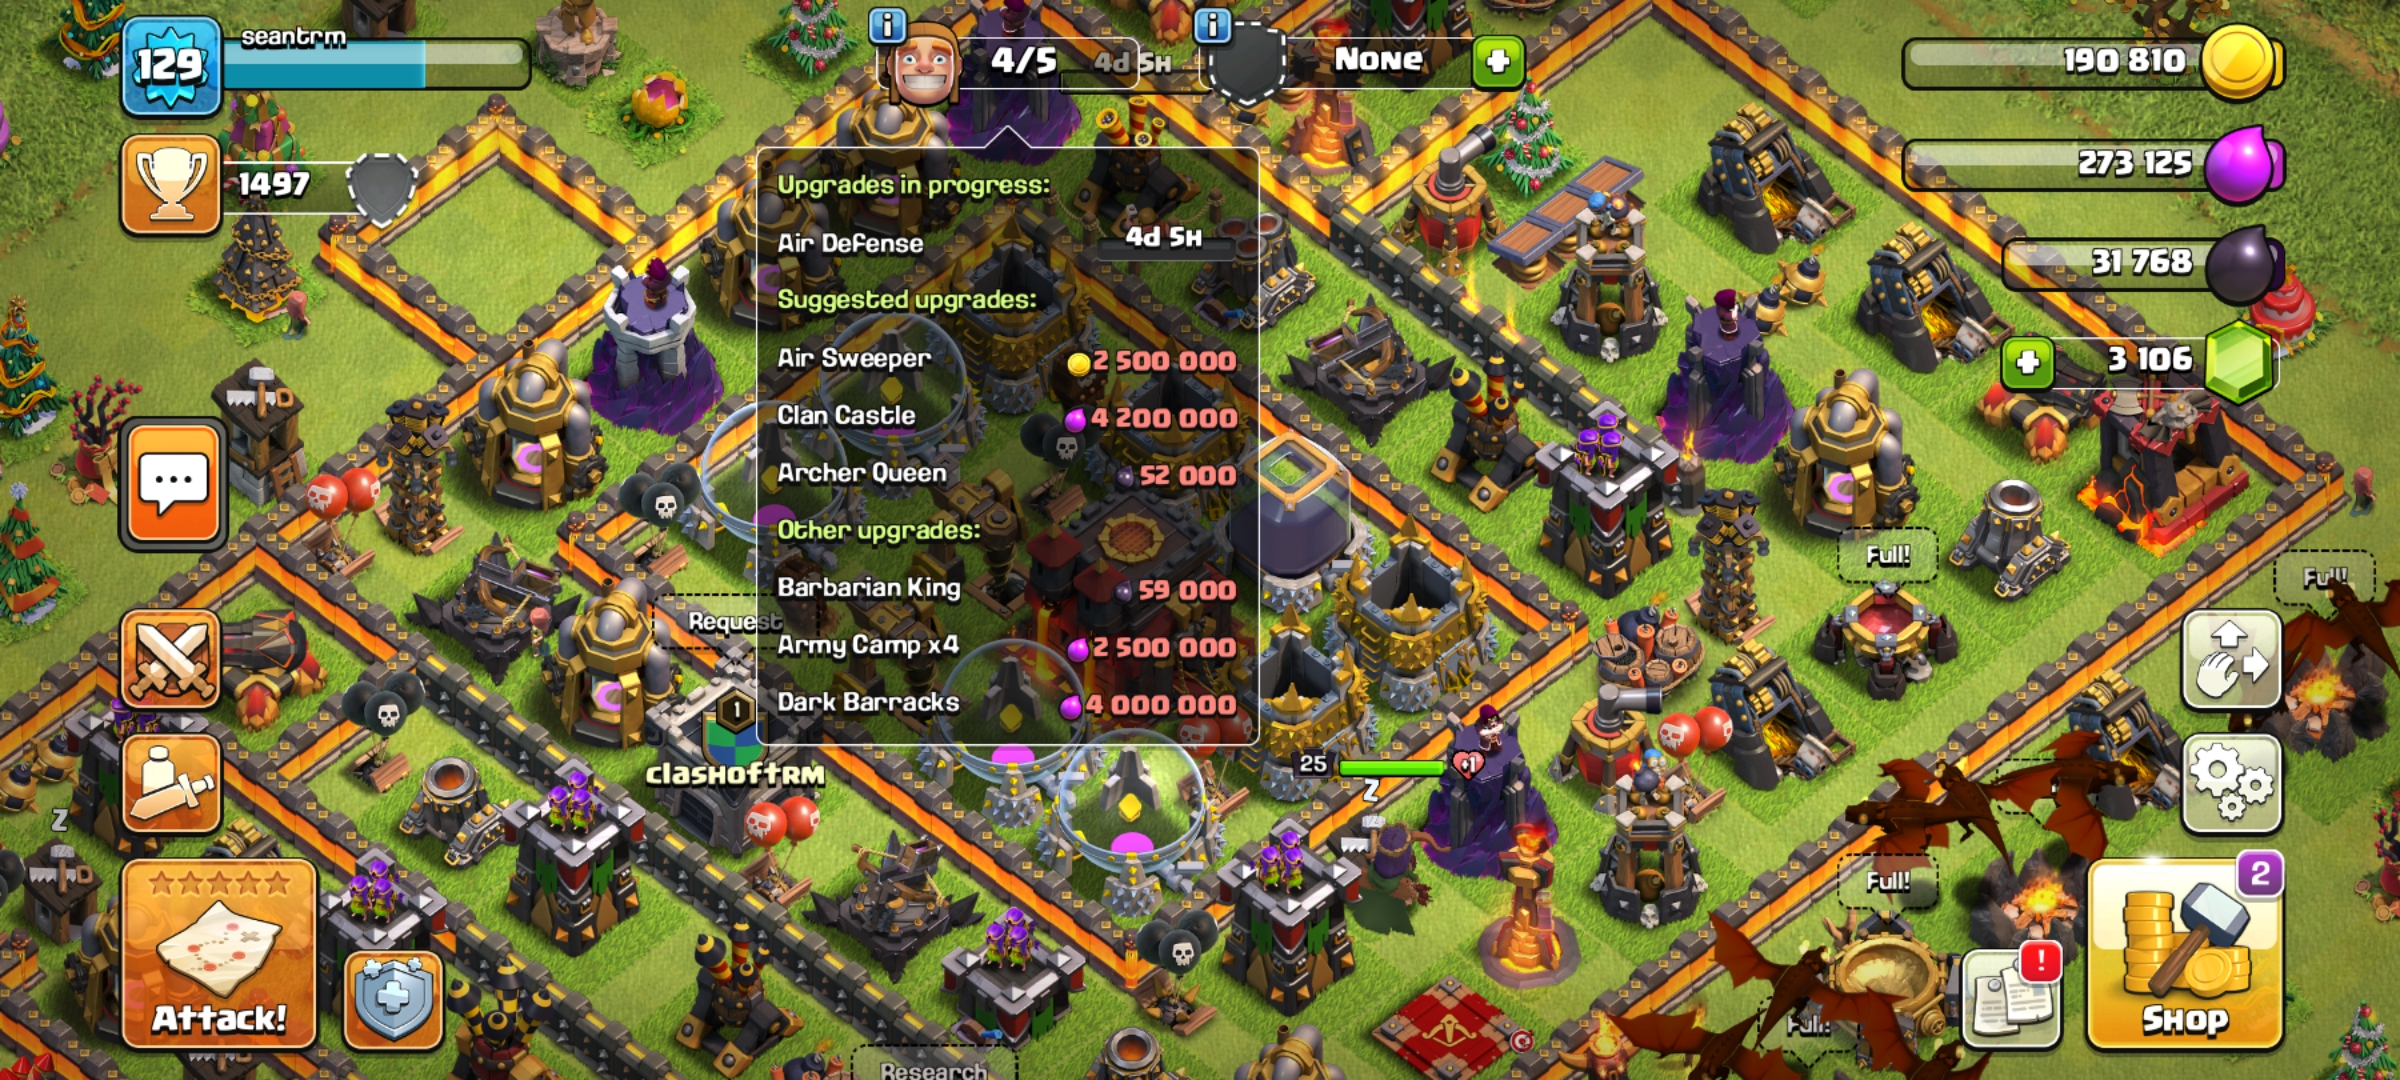 129
seantrm
4/5
4d 5h
None
190 810
1497
273 125
31 768
3 106
Upgrades in progress:
Air Defense
4d 5h
Suggested upgrades:
Air Sweeper
2 500 000
Clan Castle
4 200 000
Archer Queen
52 000
Other upgrades:
Barbarian King
59 000
Army Camp x4
2 500 000
Dark Barracks
4 000 000
Full!
Full!
Request
1
clashoftrm
25
+1
Z
Z
Full!
2
Attack!
!
Shop
Full!
Research